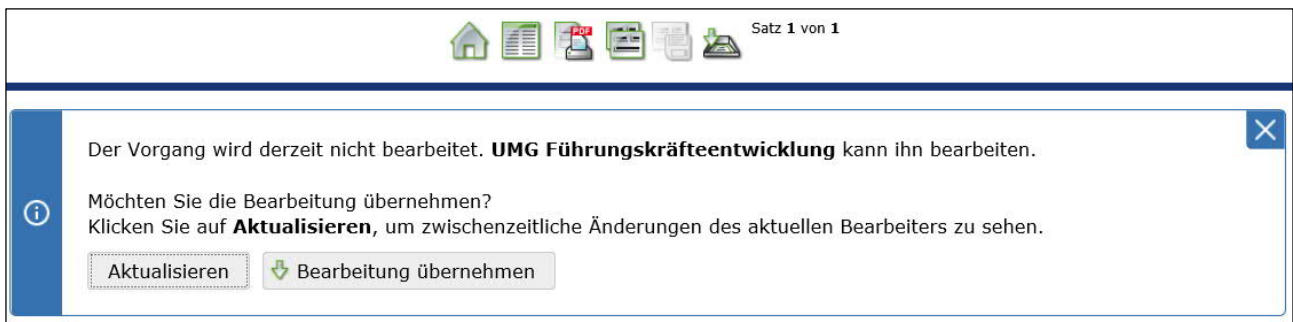 PDF
Satz 1 von 1
Der Vorgang wird derzeit nicht bearbeitet. UMG Führungskräfteentwicklung kann ihn bearbeiten.
Möchten Sie die Bearbeitung übernehmen?
Klicken Sie auf Aktualisieren, um zwischenzeitliche Änderungen des aktuellen Bearbeiters zu sehen.
Aktualisieren
Bearbeitung übernehmen